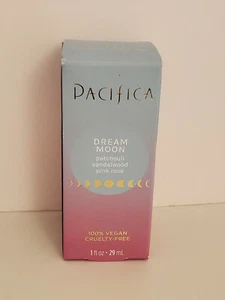 PACIFICA
DREAM
MOON
patchouli
sandalwood
pink rose
100% VEGAN
CRUELTY-FREE
1 fl oz • 29 mL